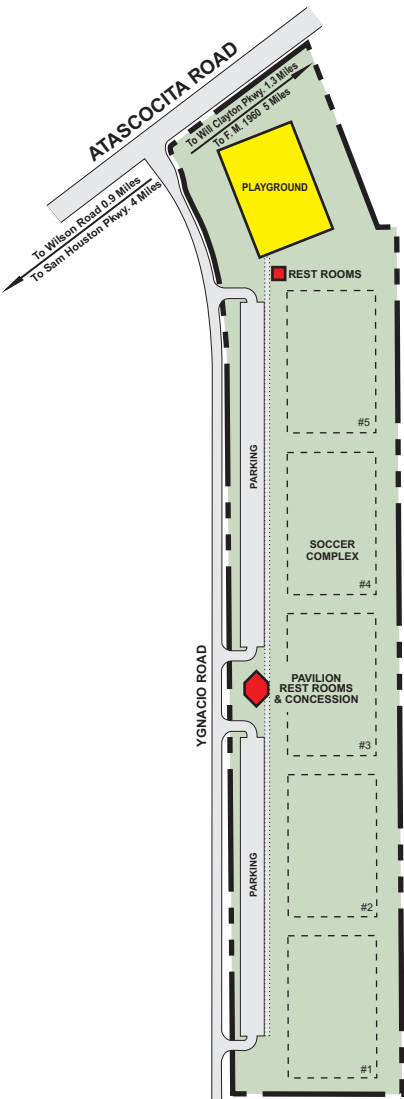 ATASCOCITA ROAD
To Will Clayton Pkwy. 1.3 Miles
To F. M. 1960 5 Miles
To Wilson Road 0.9 Miles
To Sam Houston Pkwy. 4 Miles
PLAYGROUND
REST ROOMS
#5
PARKING
SOCCER
COMPLEX
#4
YGNACIO ROAD
PAVILION
REST ROOMS
& CONCESSION
#3
PARKING
#2
#1